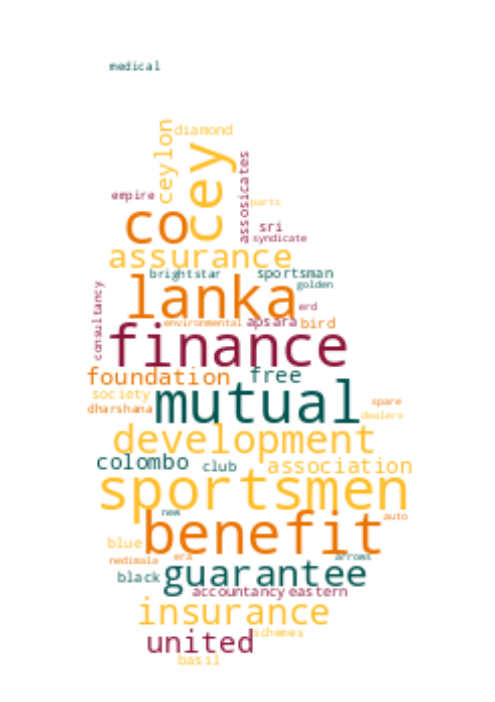 medical
diamond
ceylon
cey
assosicates
empire
parts
co
sri
syndicate
assurance
brightstar
sportsman
golden
consultancy
lanka
erd
environmental
apsara
bird
finance
foundation
free
society
mutual
spare
dharshana
dealers
development
colombo
club
association
sportsmen
new
auto
benefit
blue
era
arrows
nedimala
black
guarantee
accountancy
eastern
insurance
schemes
united
basil